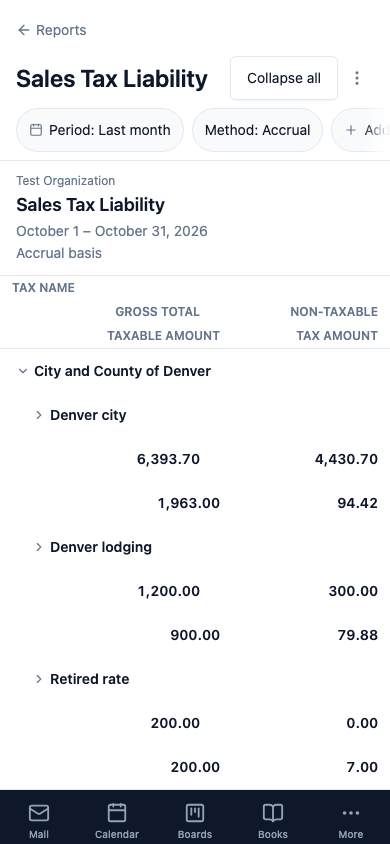 Reports
Sales Tax Liability
Collapse all
Period: Last month
Method: Accrual
Test Organization
Sales Tax Liability
October 1 – October 31, 2026
Accrual basis
TAX NAME
GROSS TOTAL NON-TAXABLE
TAXABLE AMOUNT TAX AMOUNT
City and County of Denver
Denver city
6,393.70 4,430.70
1,963.00 94.42
Denver lodging
1,200.00 300.00
900.00 79.88
Retired rate
200.00 0.00
200.00 7.00
Mail Calendar Boards Books More